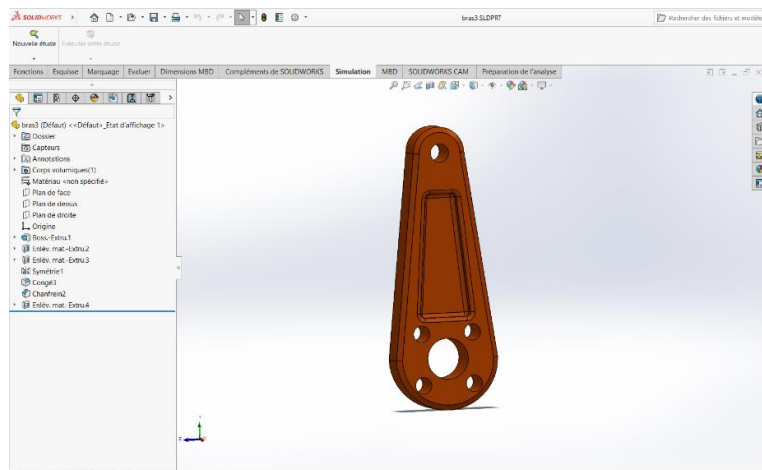 SOLIDWORKS
bras3.SLDPRT
Rechercher des fichiers et modèle
Nouvelle étude
Exécuter cette étude
Fonctions Esquisse Marquage Evaluer Dimensions MBD Compléments de SOLIDWORKS Simulation MBD SOLIDWORKS CAM Préparation de l'analyse
bras3 (Défaut) <<Défaut>_Etat d'affichage 1>
Dossier
Capteurs
Annotations
Corps volumiques(1)
Matériau <non spécifié>
Plan de face
Plan de dessus
Plan de droite
Origine
Boss.-Extru.1
Enlèv. mat.-Extru.2
Enlèv. mat.-Extru.3
Symétrie1
Congé3
Chanfrein2
Enlèv. mat.-Extru.4